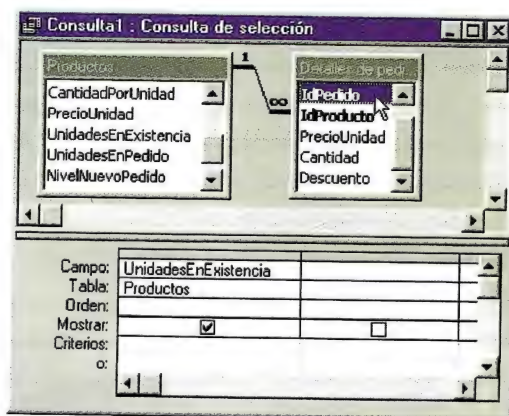 Consulta1 : Consulta de selección
Productos
CantidadPorUnidad
PrecioUnidad
UnidadesEnExistencia
UnidadesEnPedido
NivelNuevoPedido
1
∞
Detalles de pedi
IdPedido
IdProducto
PrecioUnidad
Cantidad
Descuento
Campo: UnidadesEnExistencia
Tabla: Productos
Orden:
Mostrar:
Criterios:
o: